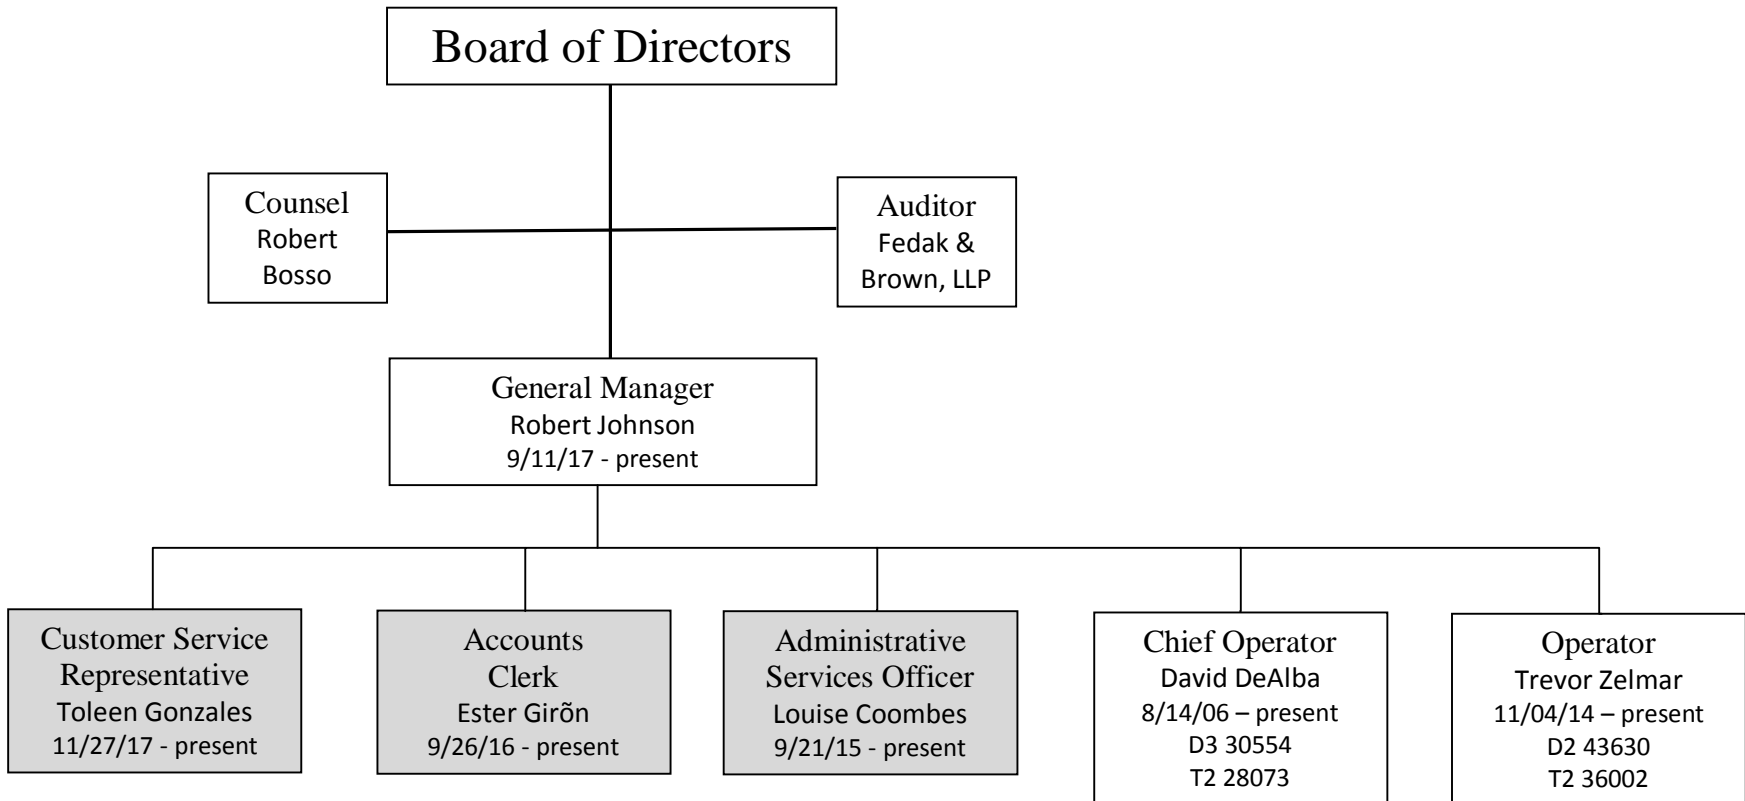 Board of Directors
Counsel
Robert
Bosso
Auditor
Fedak &
Brown, LLP
General Manager
Robert Johnson
9/11/17 - present
Customer Service
Representative
Toleen Gonzales
11/27/17 - present
Accounts
Clerk
Ester Girõn
9/26/16 - present
Administrative
Services Officer
Louise Coombes
9/21/15 - present
Chief Operator
David DeAlba
8/14/06 – present
D3 30554
T2 28073
Operator
Trevor Zelmar
11/04/14 – present
D2 43630
T2 36002